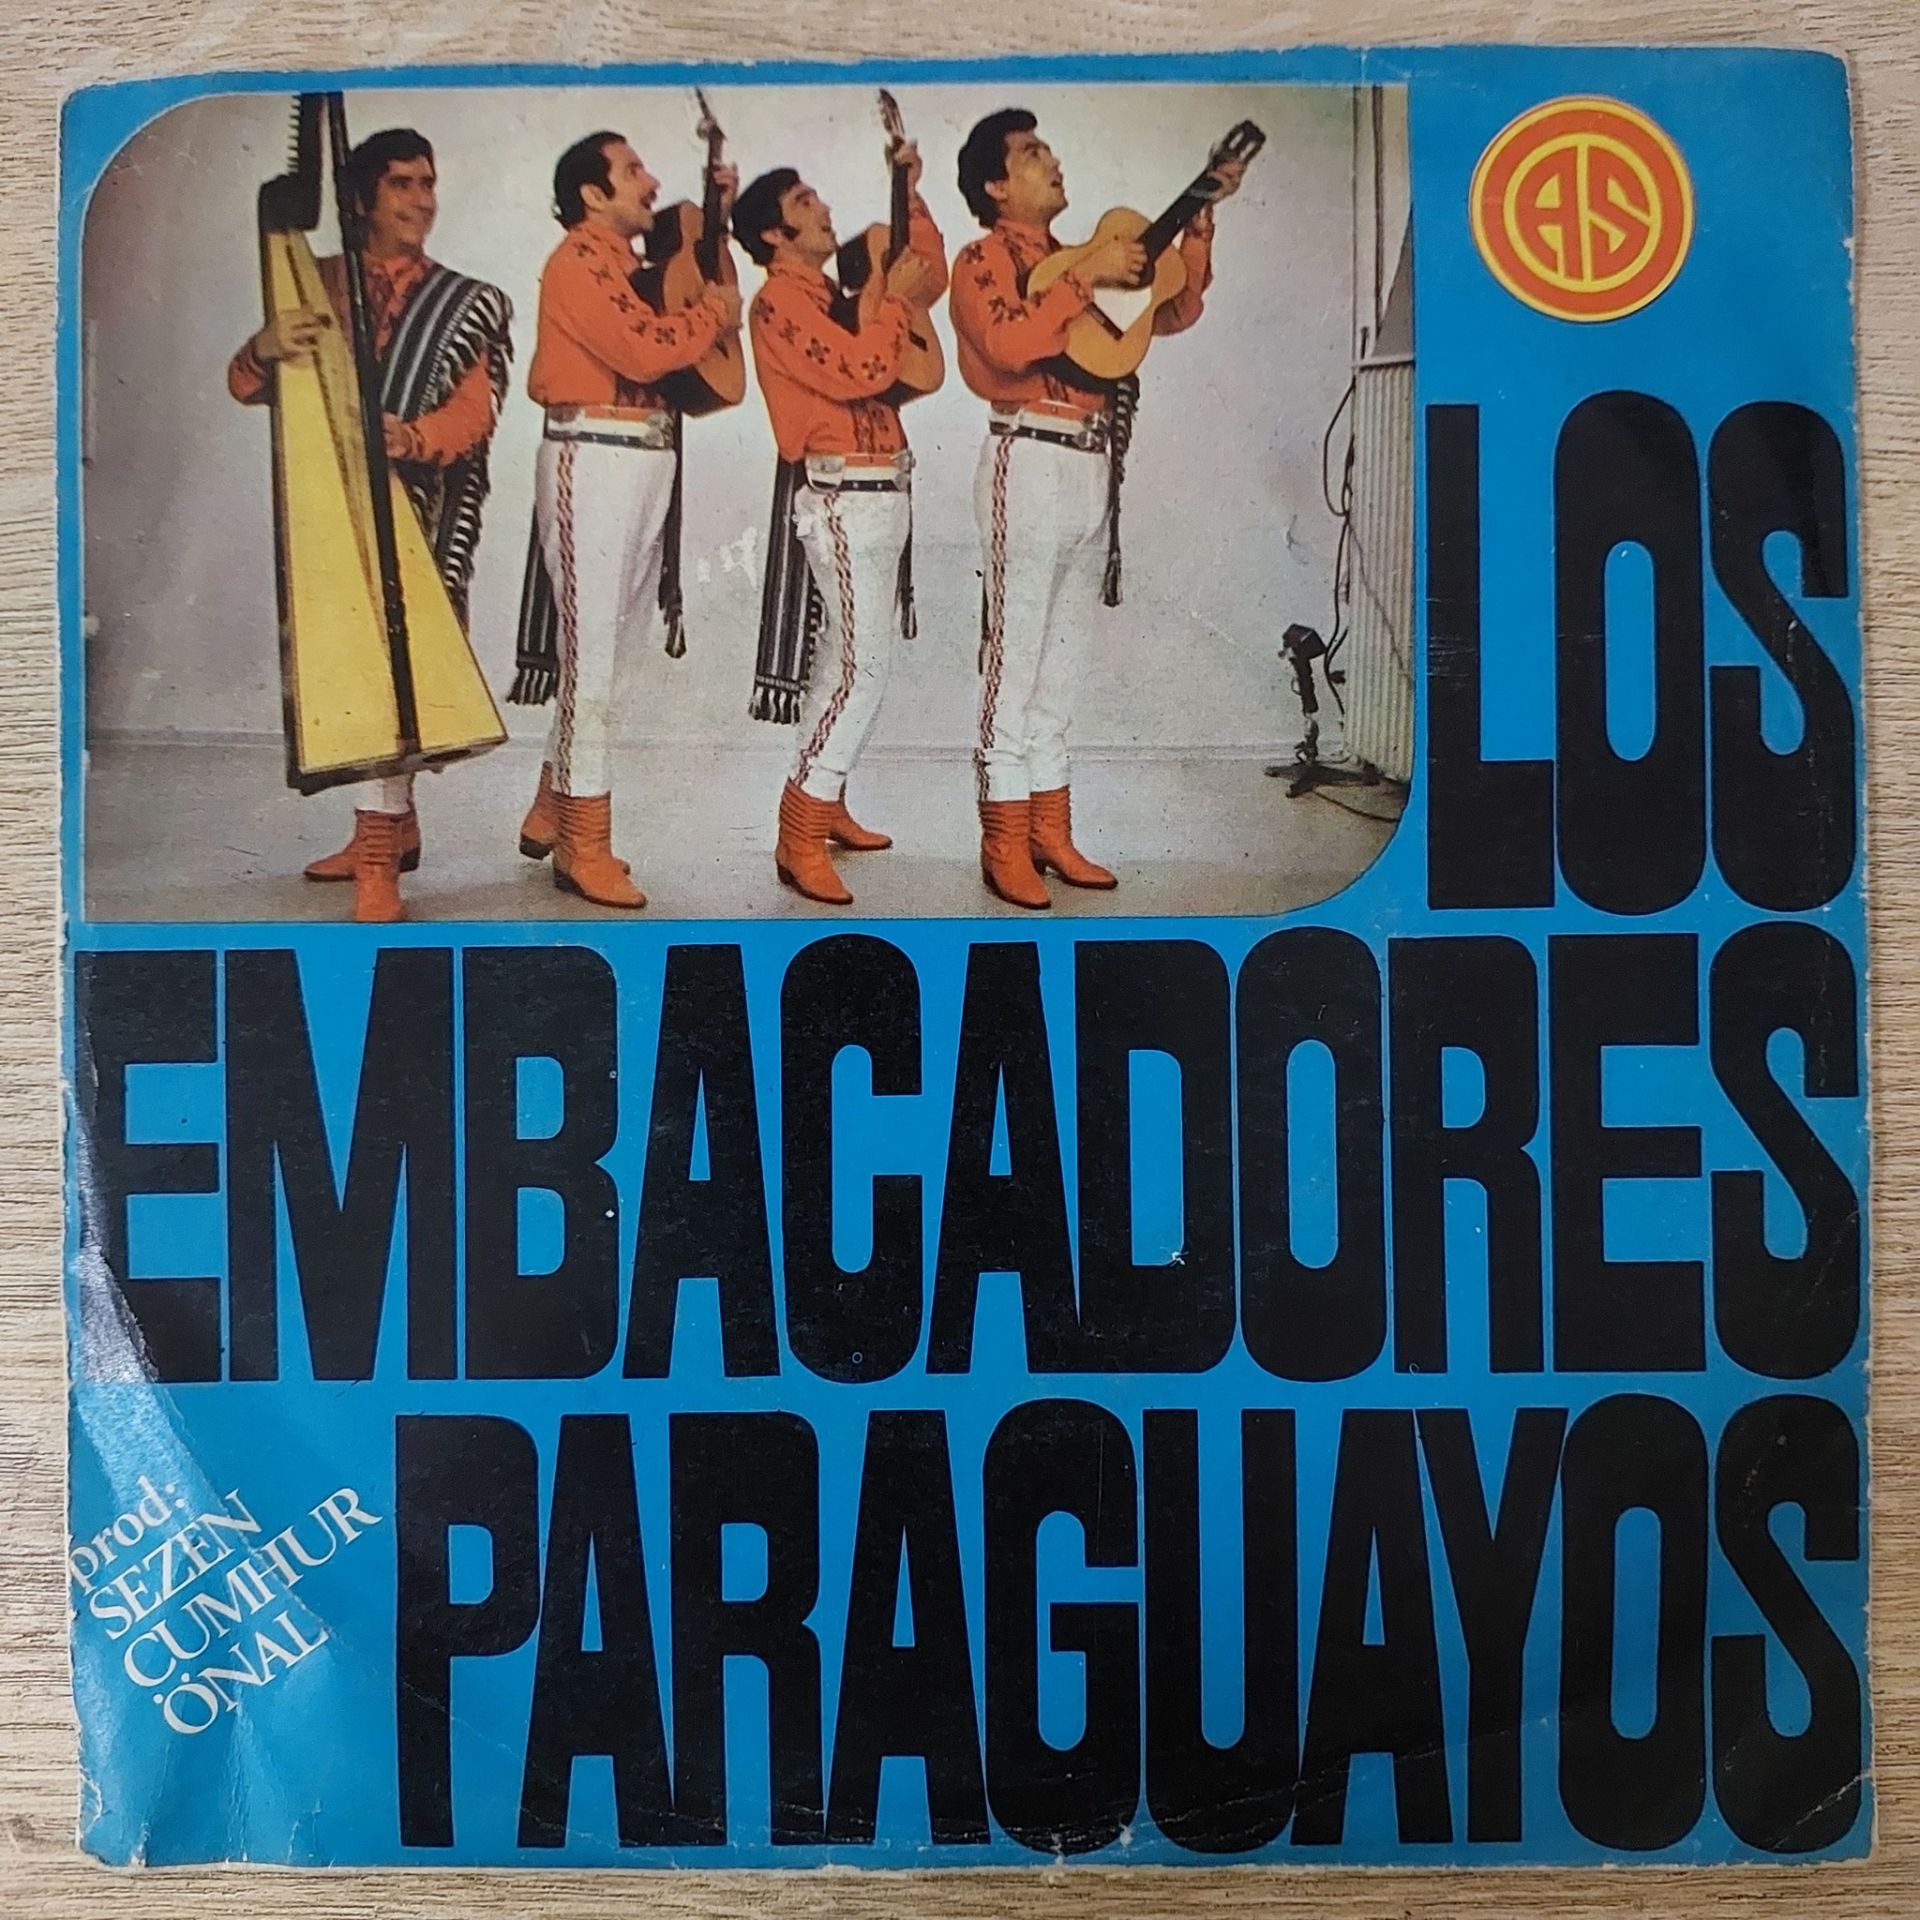 AS
LOS
EMBACADORES
PARAGUAYOS
prod:
SEZEN
CUMHUR
ÖNAL